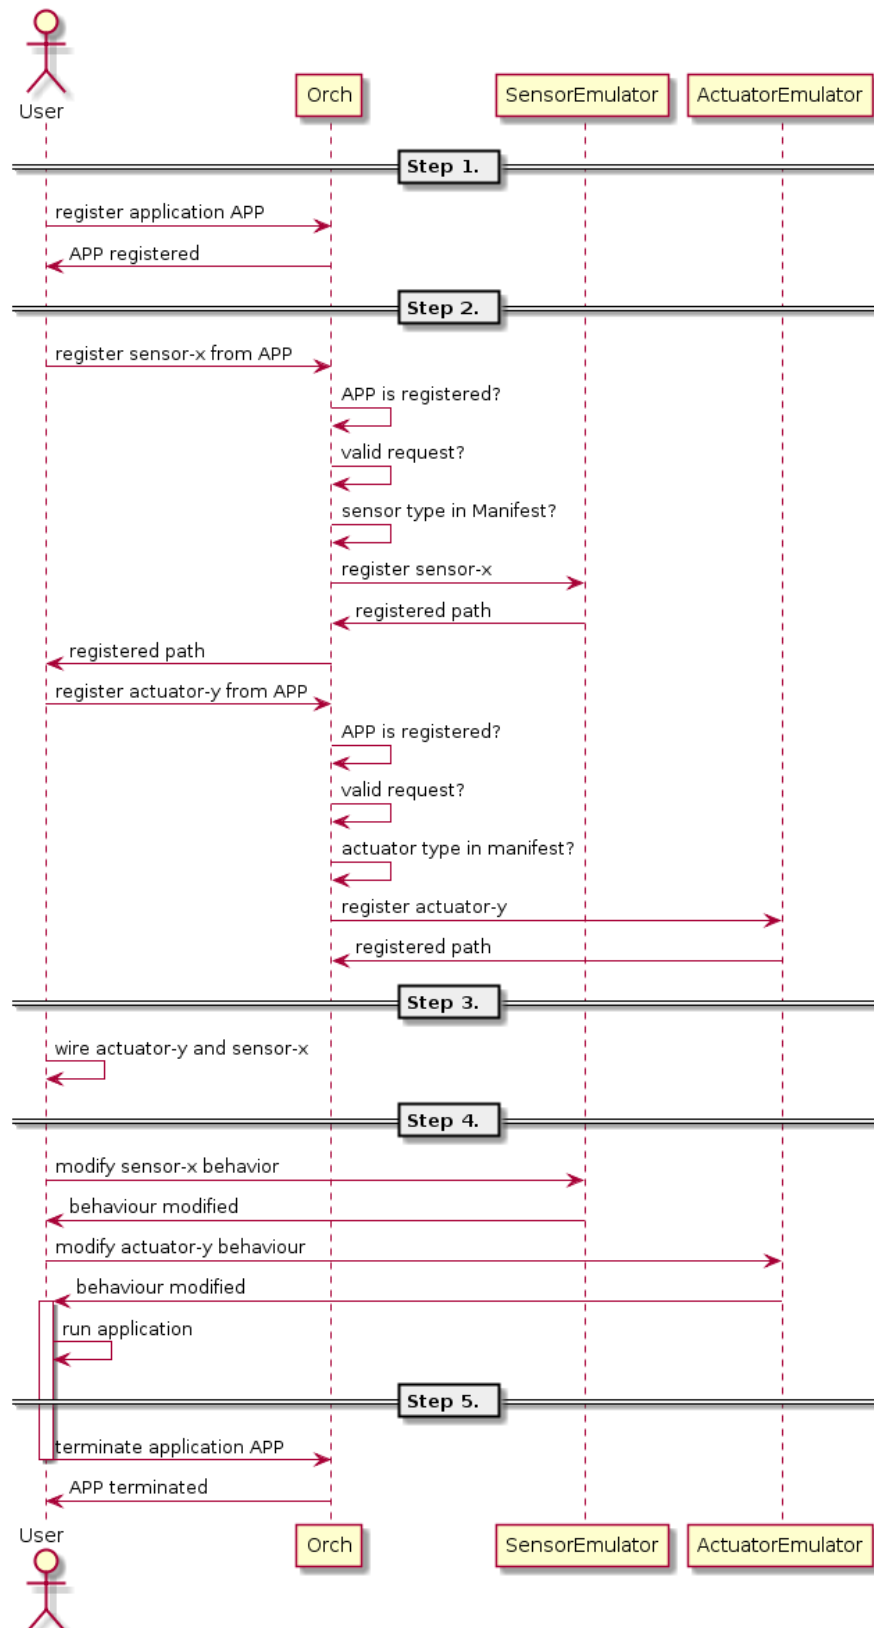 User
Orch
SensorEmulator
ActuatorEmulator
Step 1.
register application APP
APP registered
Step 2.
register sensor-x from APP
APP is registered?
valid request?
sensor type in Manifest?
register sensor-x
registered path
registered path
register actuator-y from APP
APP is registered?
valid request?
actuator type in manifest?
register actuator-y
registered path
Step 3.
wire actuator-y and sensor-x
Step 4.
modify sensor-x behavior
behaviour modified
modify actuator-y behaviour
behaviour modified
run application
Step 5.
terminate application APP
APP terminated
User
Orch
SensorEmulator
ActuatorEmulator